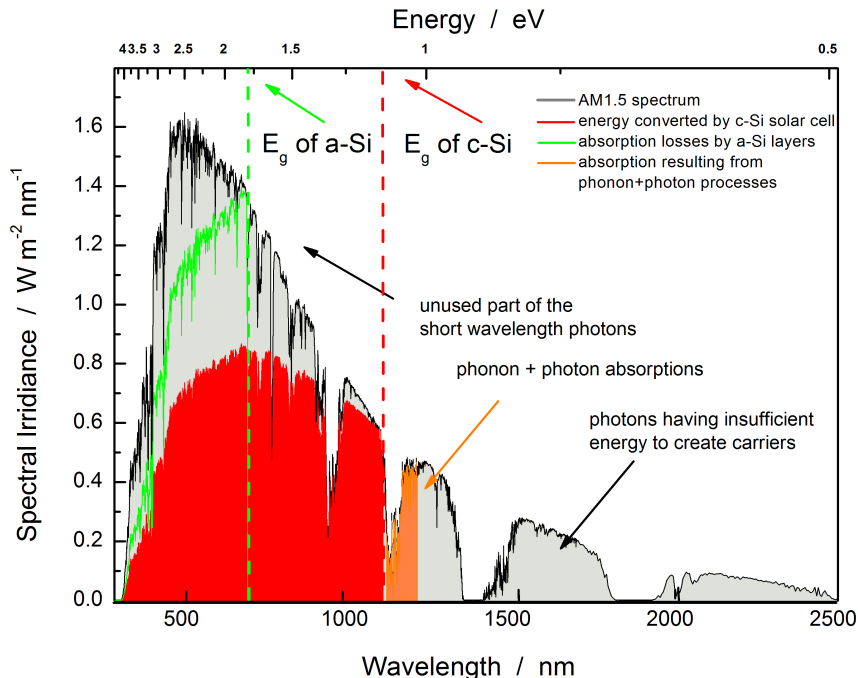 Energy / eV
4 3.5 3 2.5 2 1.5 1 0.5
AM1.5 spectrum
energy converted by c-Si solar cell
absorption losses by a-Si layers
absorption resulting from
phonon+photon processes
Eg of a-Si
Eg of c-Si
unused part of the
short wavelength photons
phonon + photon absorptions
photons having insufficient
energy to create carriers
Spectral Irridiance / W m-2 nm-1
1.6
1.4
1.2
1.0
0.8
0.6
0.4
0.2
0.0
500 1000 1500 2000 2500
Wavelength / nm